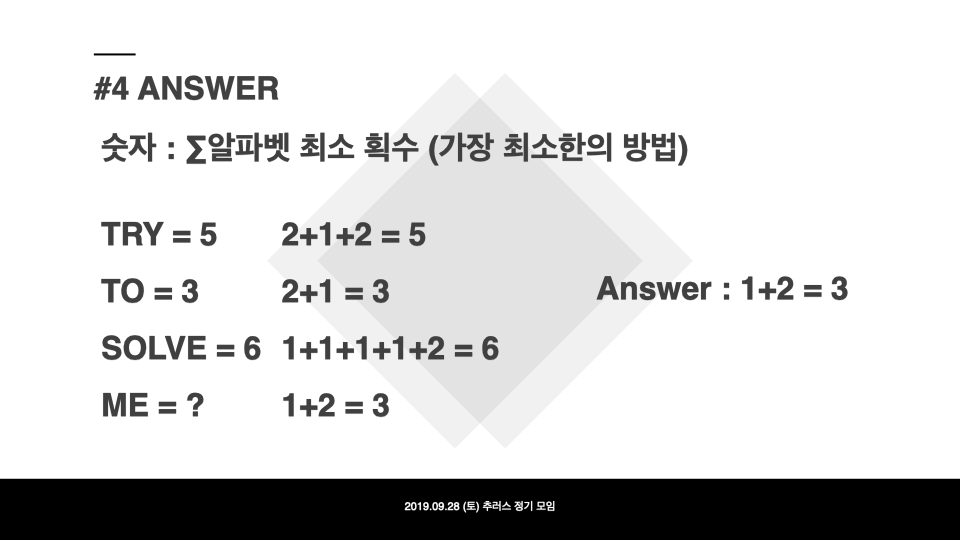 #4 ANSWER
숫자 : ∑알파벳 최소 획수 (가장 최소한의 방법)
TRY = 5 2+1+2 = 5
TO = 3 2+1 = 3
Answer : 1+2 = 3
SOLVE = 6 1+1+1+1+2 = 6
ME = ? 1+2 = 3
2019.09.28 (토) 추러스 정기 모임